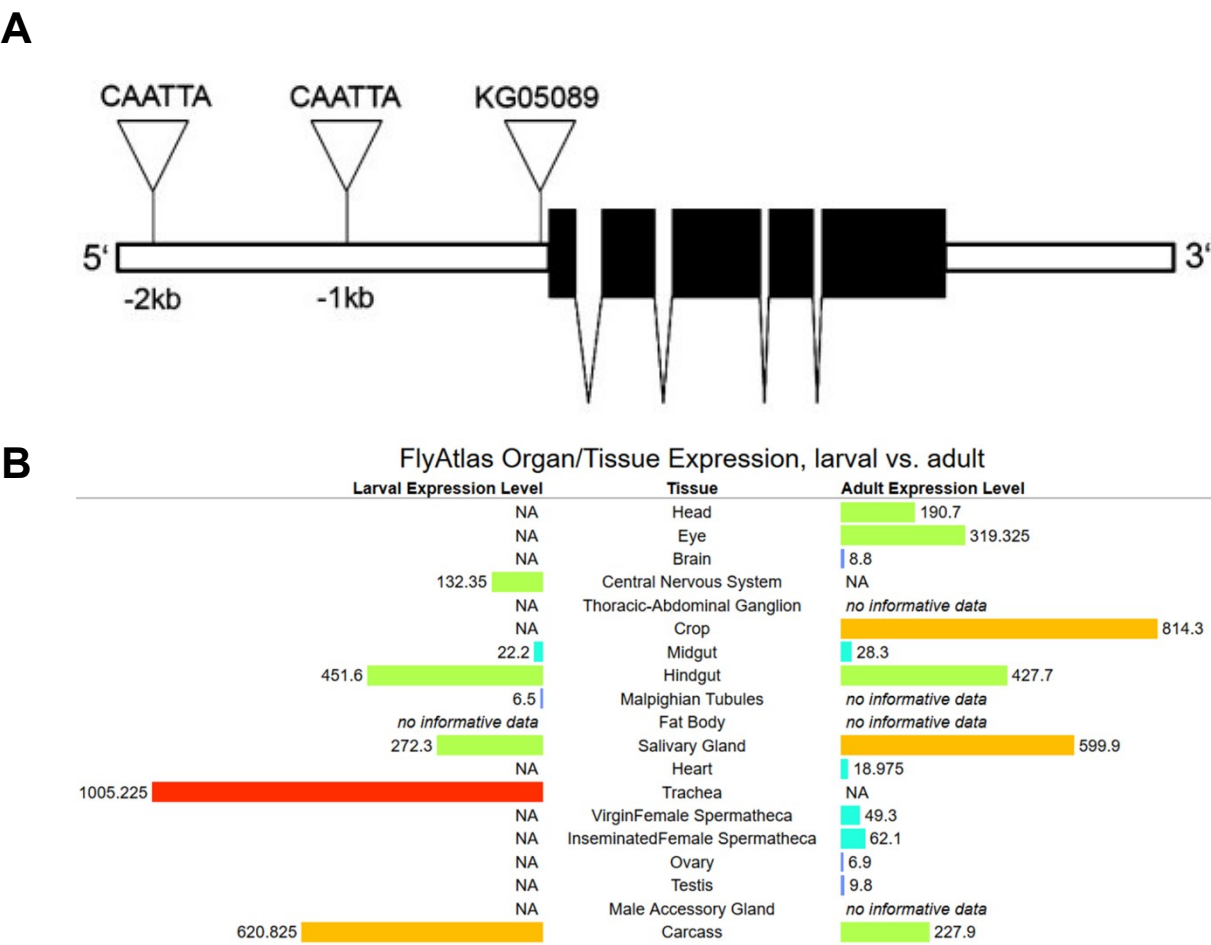 A
CAATTA CAATTA KG05089
5‘ 3‘
-2kb -1kb
B
FlyAtlas Organ/Tissue Expression, larval vs. adult
Larval Expression Level Tissue Adult Expression Level
NA Head 190.7
NA Eye 319.325
NA Brain 8.8
132.35 Central Nervous System NA
NA Thoracic-Abdominal Ganglion no informative data
NA Crop 814.3
22.2 Midgut 28.3
451.6 Hindgut 427.7
6.5 Malpighian Tubules no informative data
no informative data Fat Body no informative data
272.3 Salivary Gland 599.9
NA Heart 18.975
1005.225 Trachea NA
NA VirginFemale Spermatheca 49.3
NA InseminatedFemale Spermatheca 62.1
NA Ovary 6.9
NA Testis 9.8
NA Male Accessory Gland no informative data
620.825 Carcass 227.9